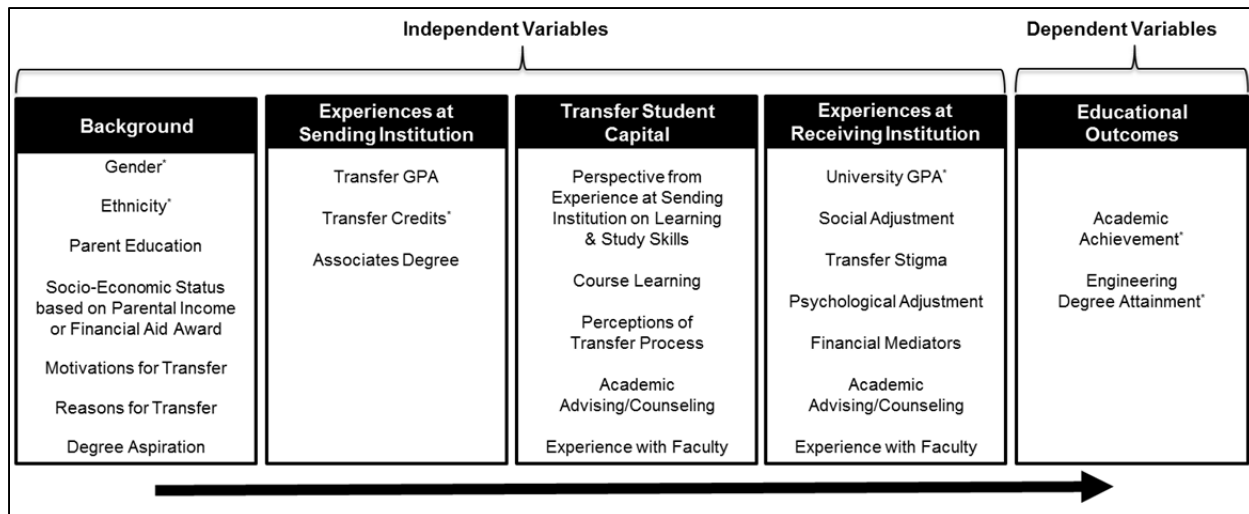 Independent Variables
Dependent Variables
Background
Gender*
Ethnicity*
Parent Education
Socio-Economic Status
based on Parental Income
or Financial Aid Award
Motivations for Transfer
Reasons for Transfer
Degree Aspiration
Experiences at
Sending Institution
Transfer GPA
Transfer Credits*
Associates Degree
Transfer Student
Capital
Perspective from
Experience at Sending
Institution on Learning
& Study Skills
Course Learning
Perceptions of
Transfer Process
Academic
Advising/Counseling
Experience with Faculty
Experiences at
Receiving Institution
University GPA*
Social Adjustment
Transfer Stigma
Psychological Adjustment
Financial Mediators
Academic
Advising/Counseling
Experience with Faculty
Educational
Outcomes
Academic
Achievement*
Engineering
Degree Attainment*